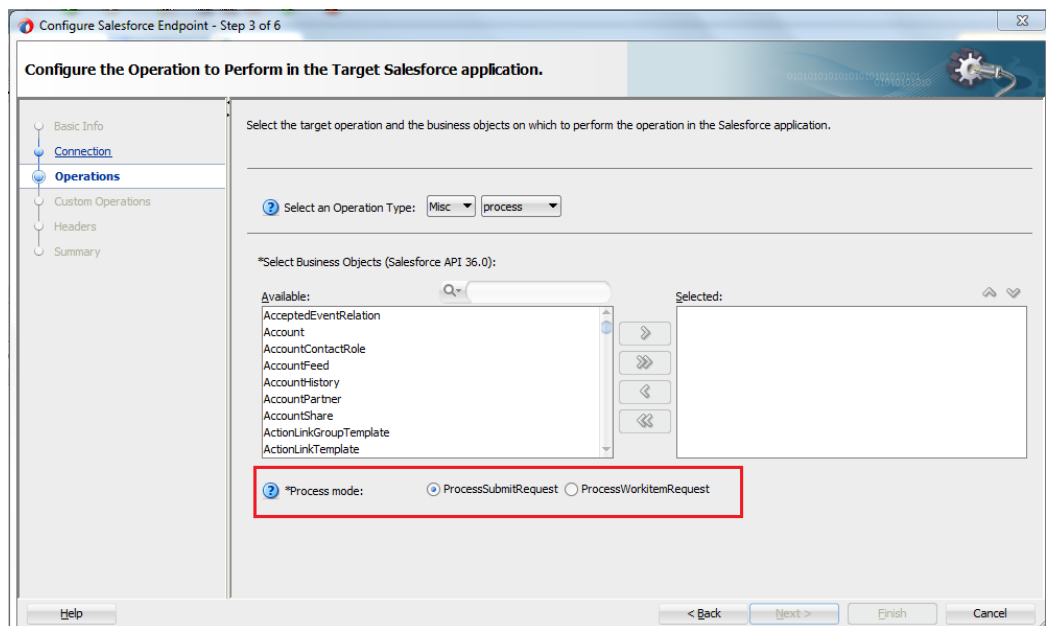 Configure Salesforce Endpoint - Step 3 of 6
Configure the Operation to Perform in the Target Salesforce application.
Basic Info
Connection
Operations
Custom Operations
Headers
Summary
Select the target operation and the business objects on which to perform the operation in the Salesforce application.
Select an Operation Type: Misc process
*Select Business Objects (Salesforce API 36.0):
Available:
Selected:
AcceptedEventRelation
Account
AccountContactRole
AccountFeed
AccountHistory
AccountPartner
AccountShare
ActionLinkGroupTemplate
ActionLinkTemplate
*Process mode: ProcessSubmitRequest ProcessWorkitemRequest
Help
< Back Next > Finish Cancel